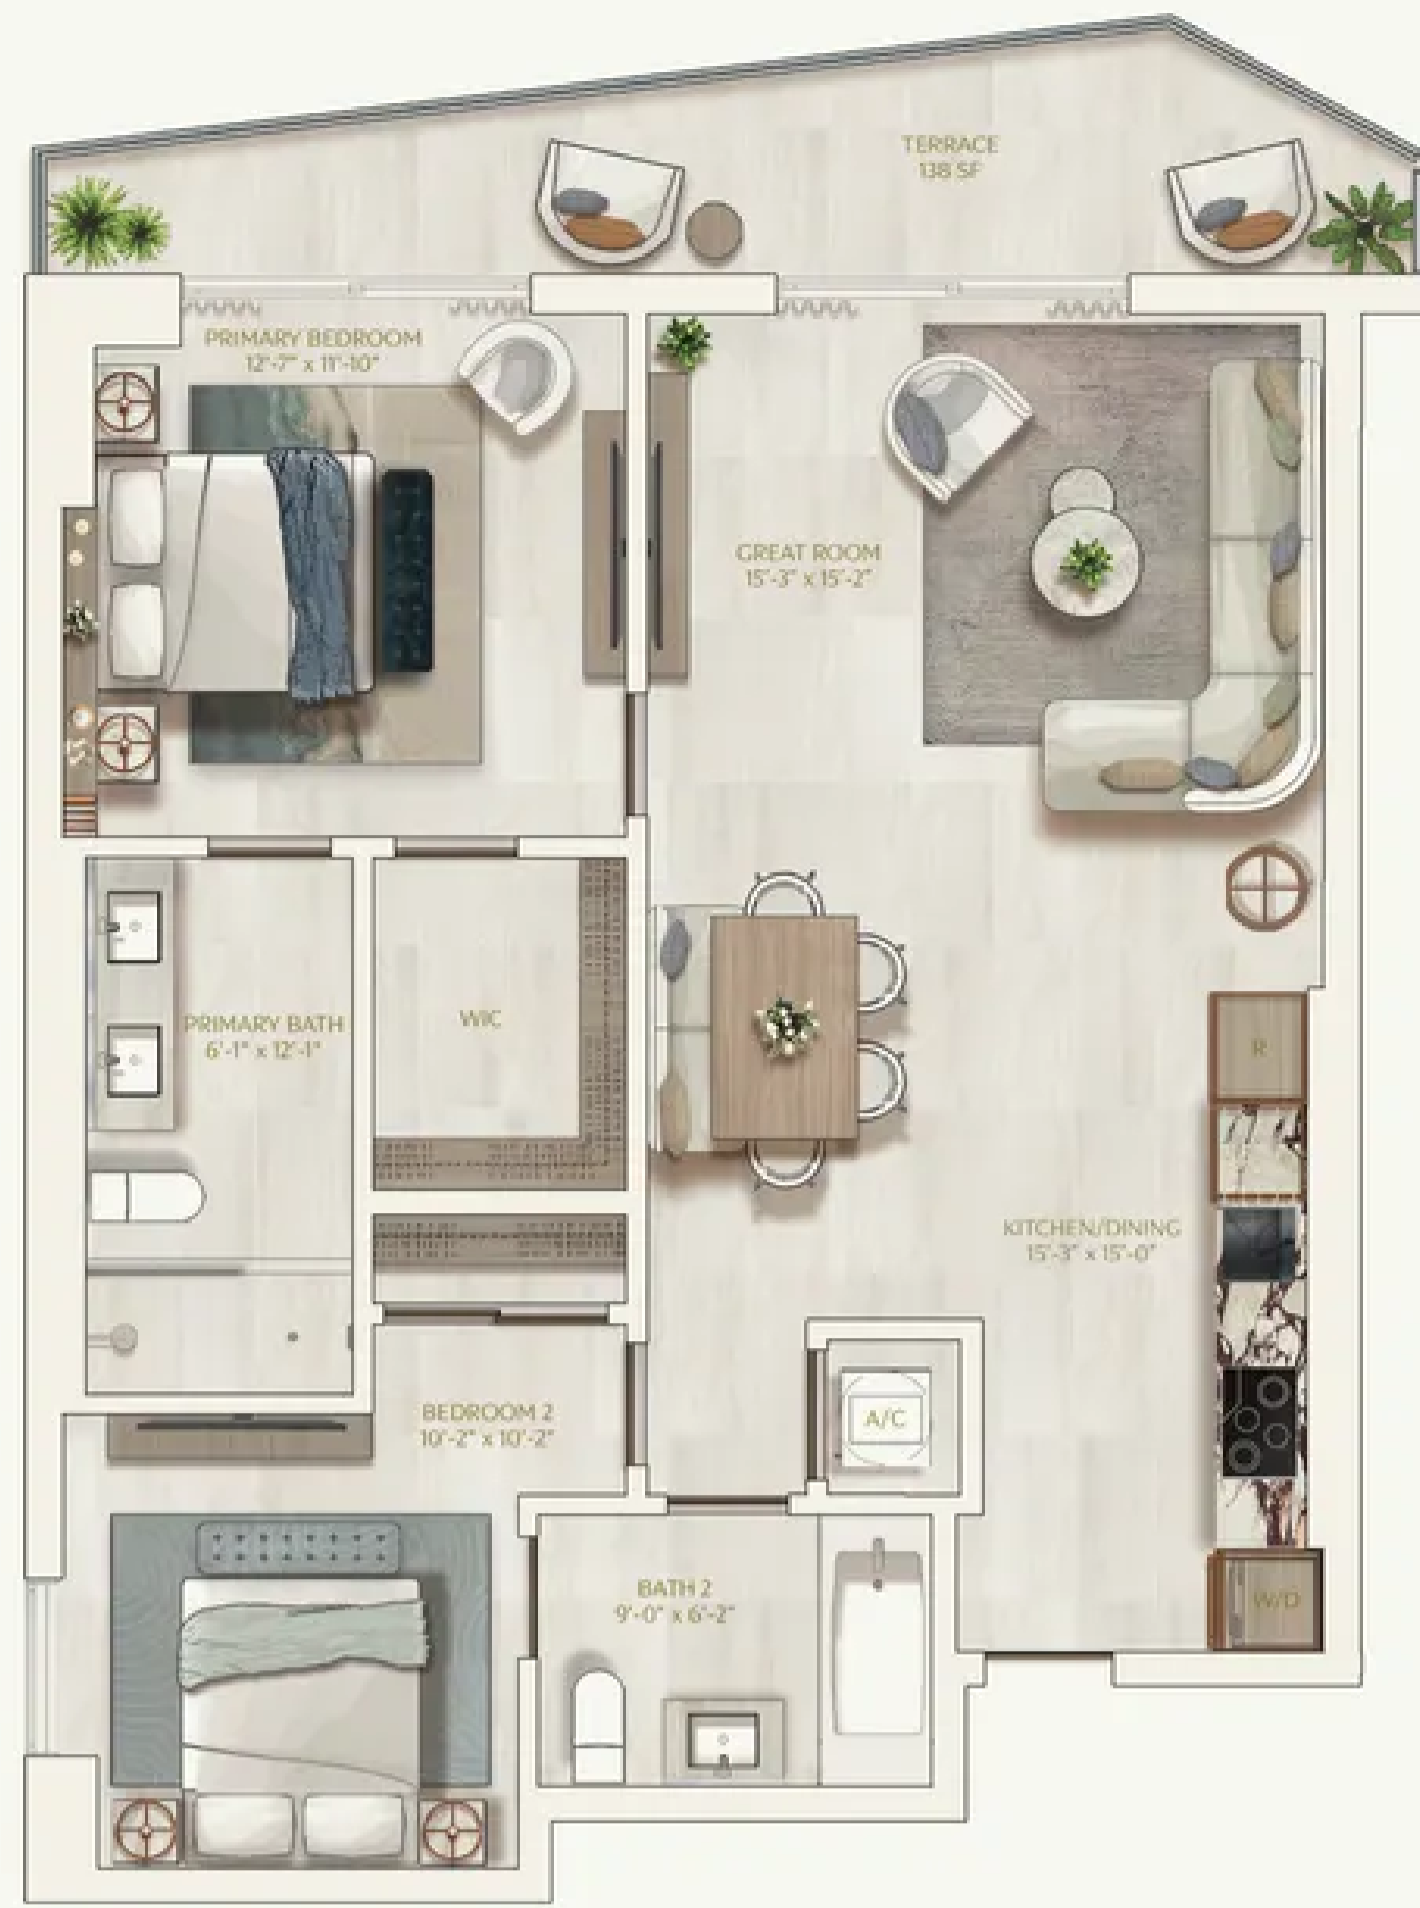 TERRACE
138 SF
PRIMARY BEDROOM
12'-7" x 11'-10"
GREAT ROOM
15'-3" x 15'-2"
PRIMARY BATH
6'-1" x 12'-1"
WIC
R
KITCHEN/DINING
15'-3" x 15'-0"
BEDROOM 2
10'-2" x 10'-2"
A/C
BATH 2
9'-0" x 6'-2"
W/D